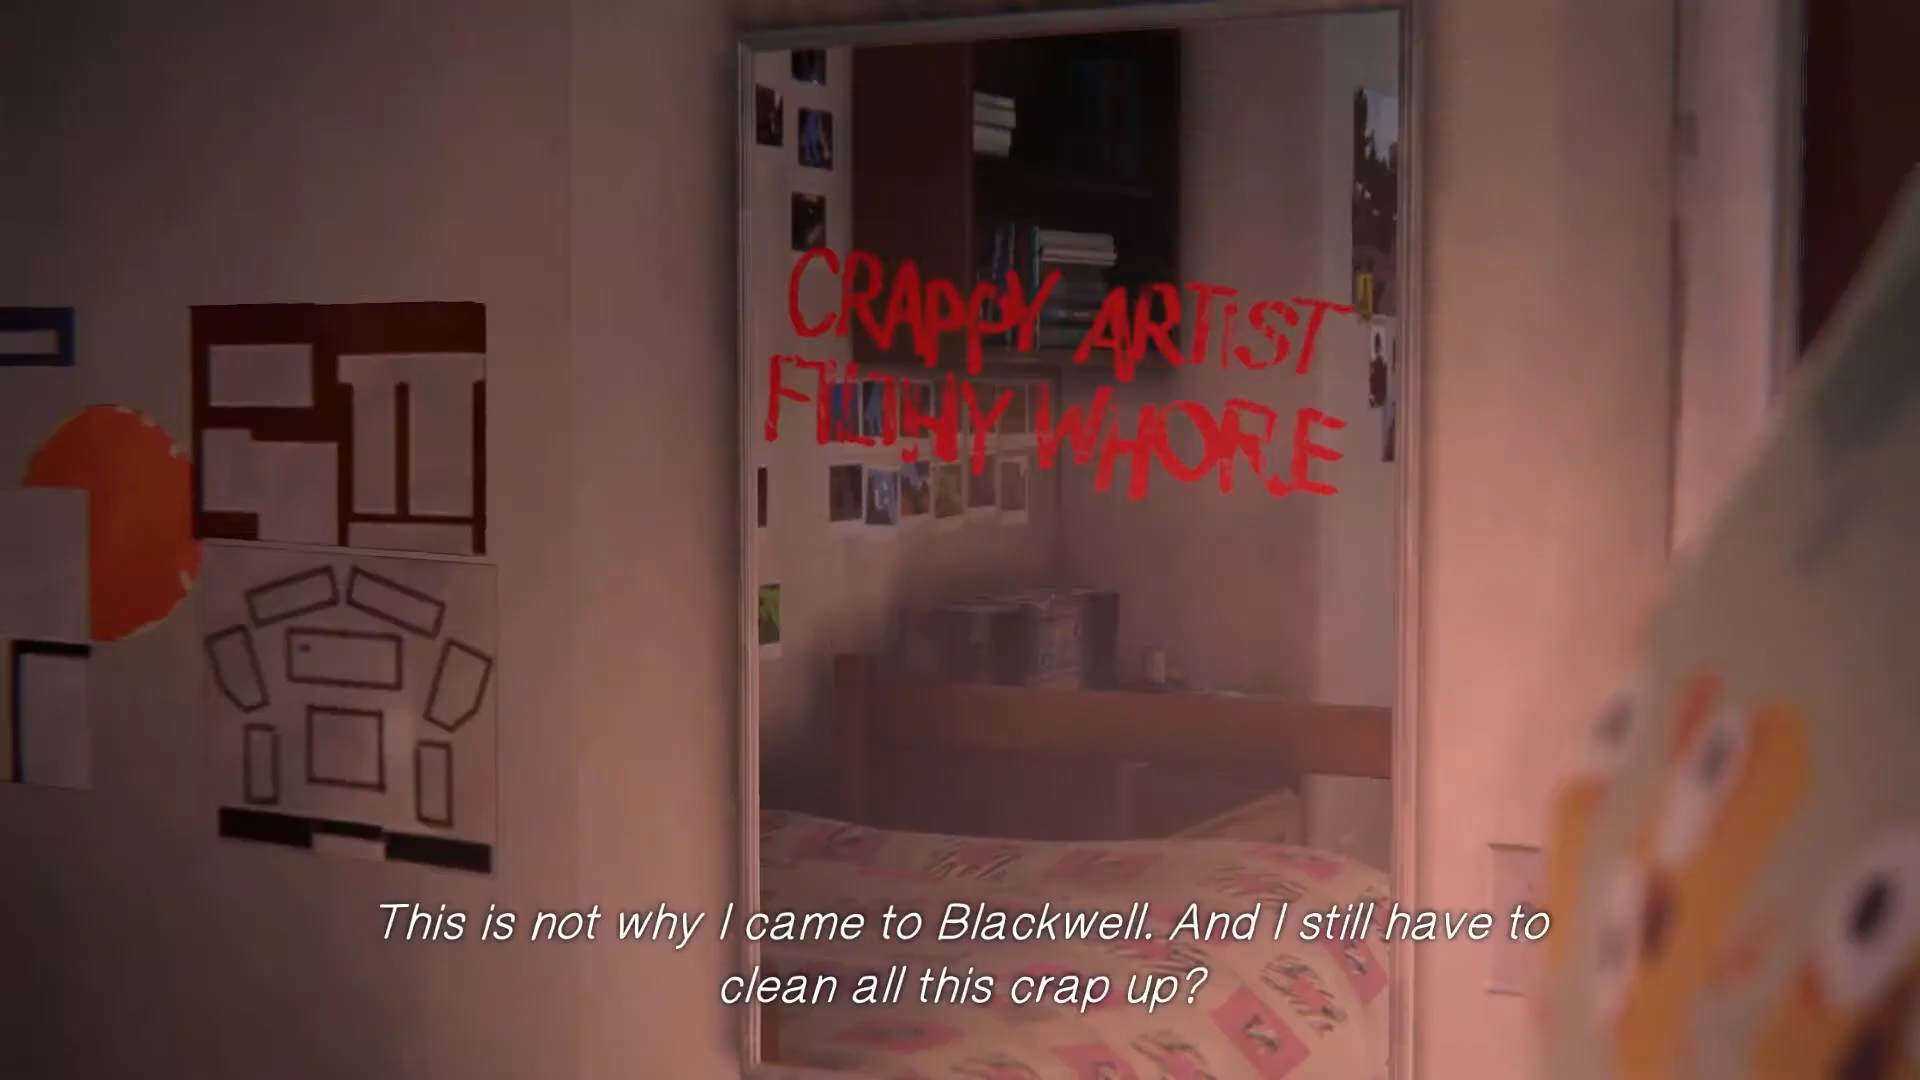 CRAPPY ARTIST
FILTHY WHORE
This is not why I came to Blackwell. And I still have to
clean all this crap up?